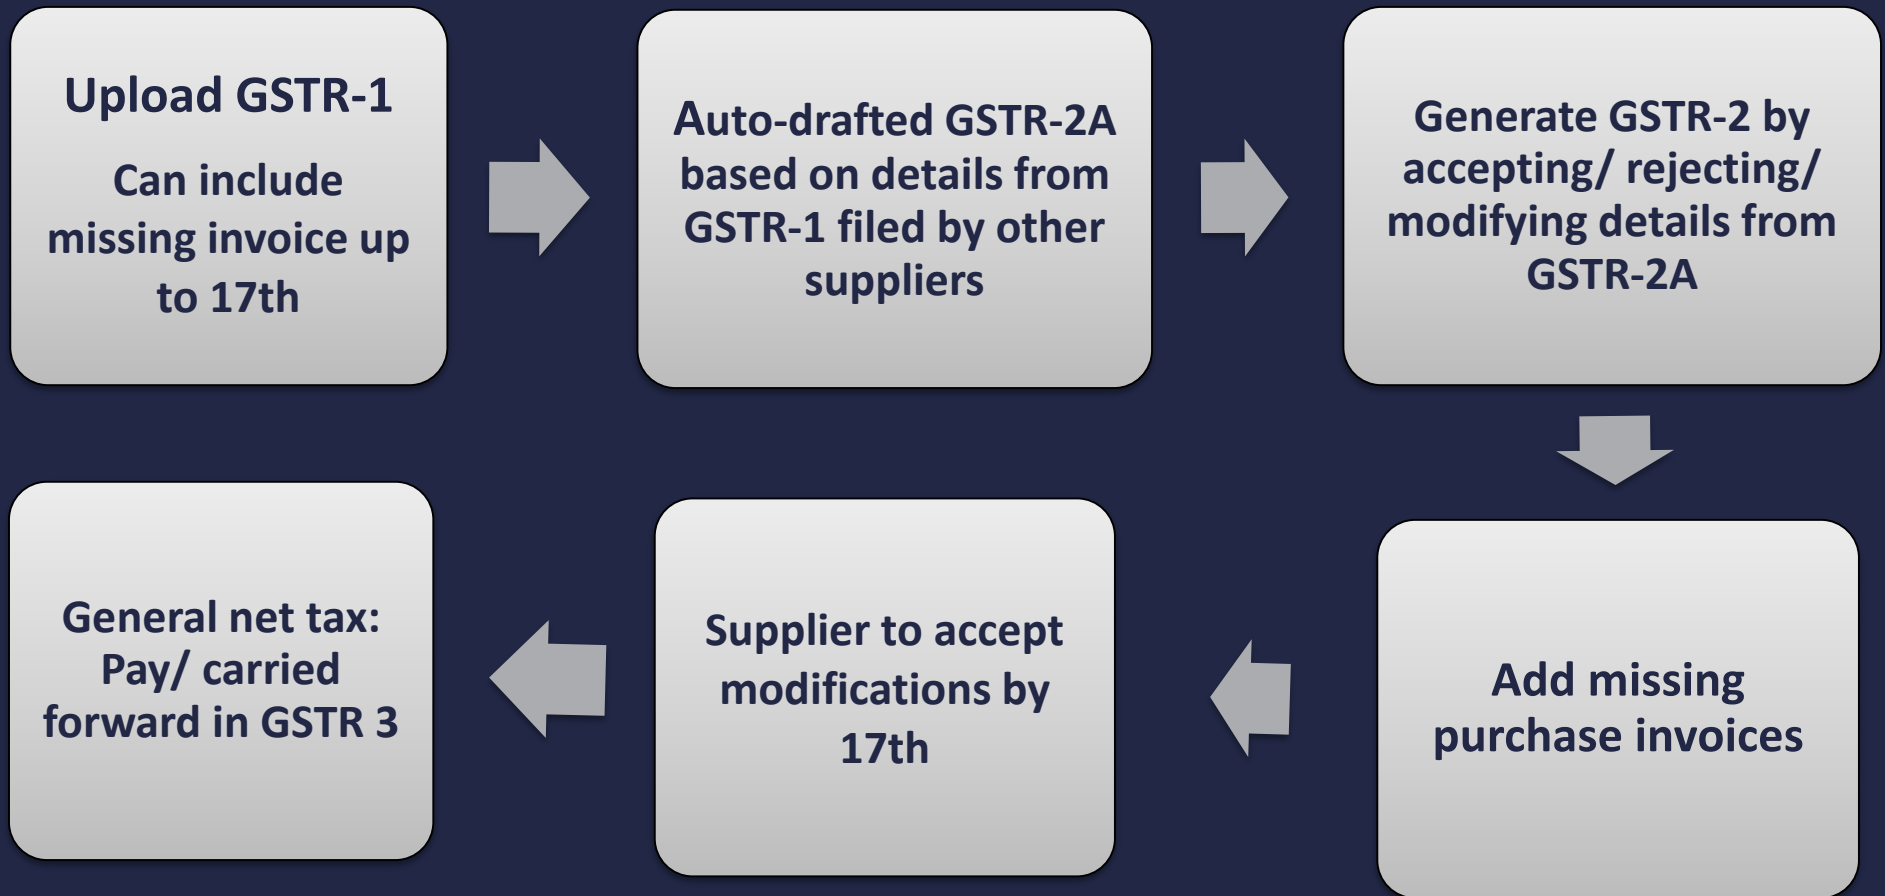 Upload GSTR-1
Can include
missing invoice up
to 17th
Auto-drafted GSTR-2A
based on details from
GSTR-1 filed by other
suppliers
Generate GSTR-2 by
accepting/ rejecting/
modifying details from
GSTR-2A
Add missing
purchase invoices
Supplier to accept
modifications by
17th
General net tax:
Pay/ carried
forward in GSTR 3